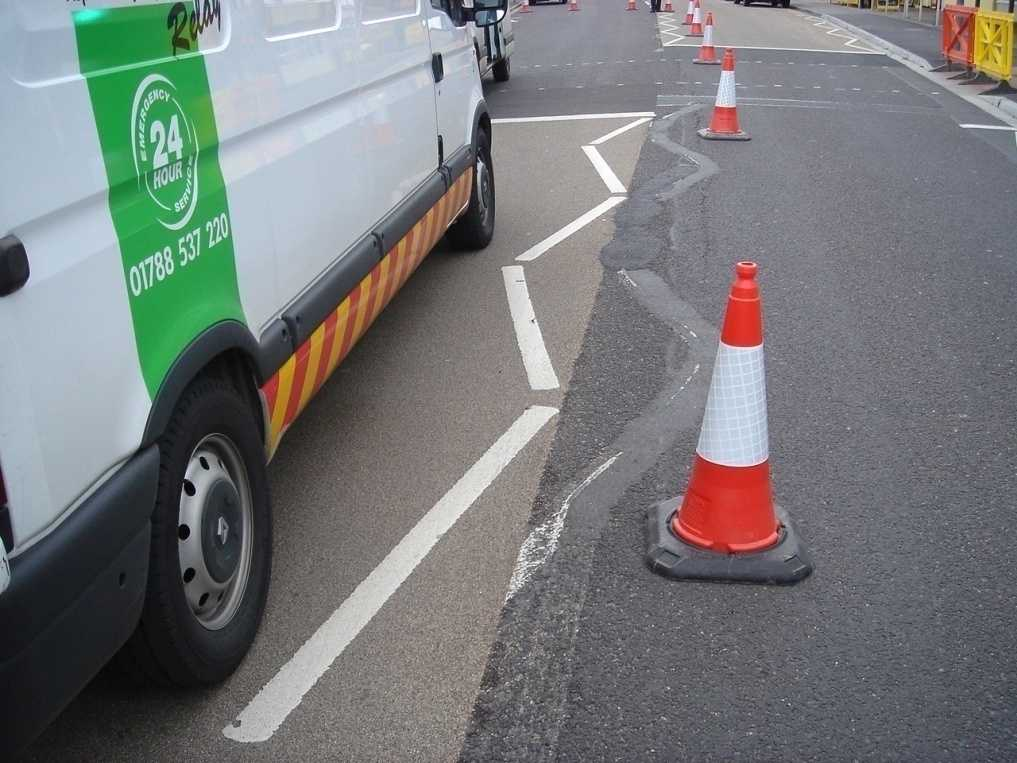 Relay
EMERGENCY
24
HOUR
SERVICE
01788 537 220